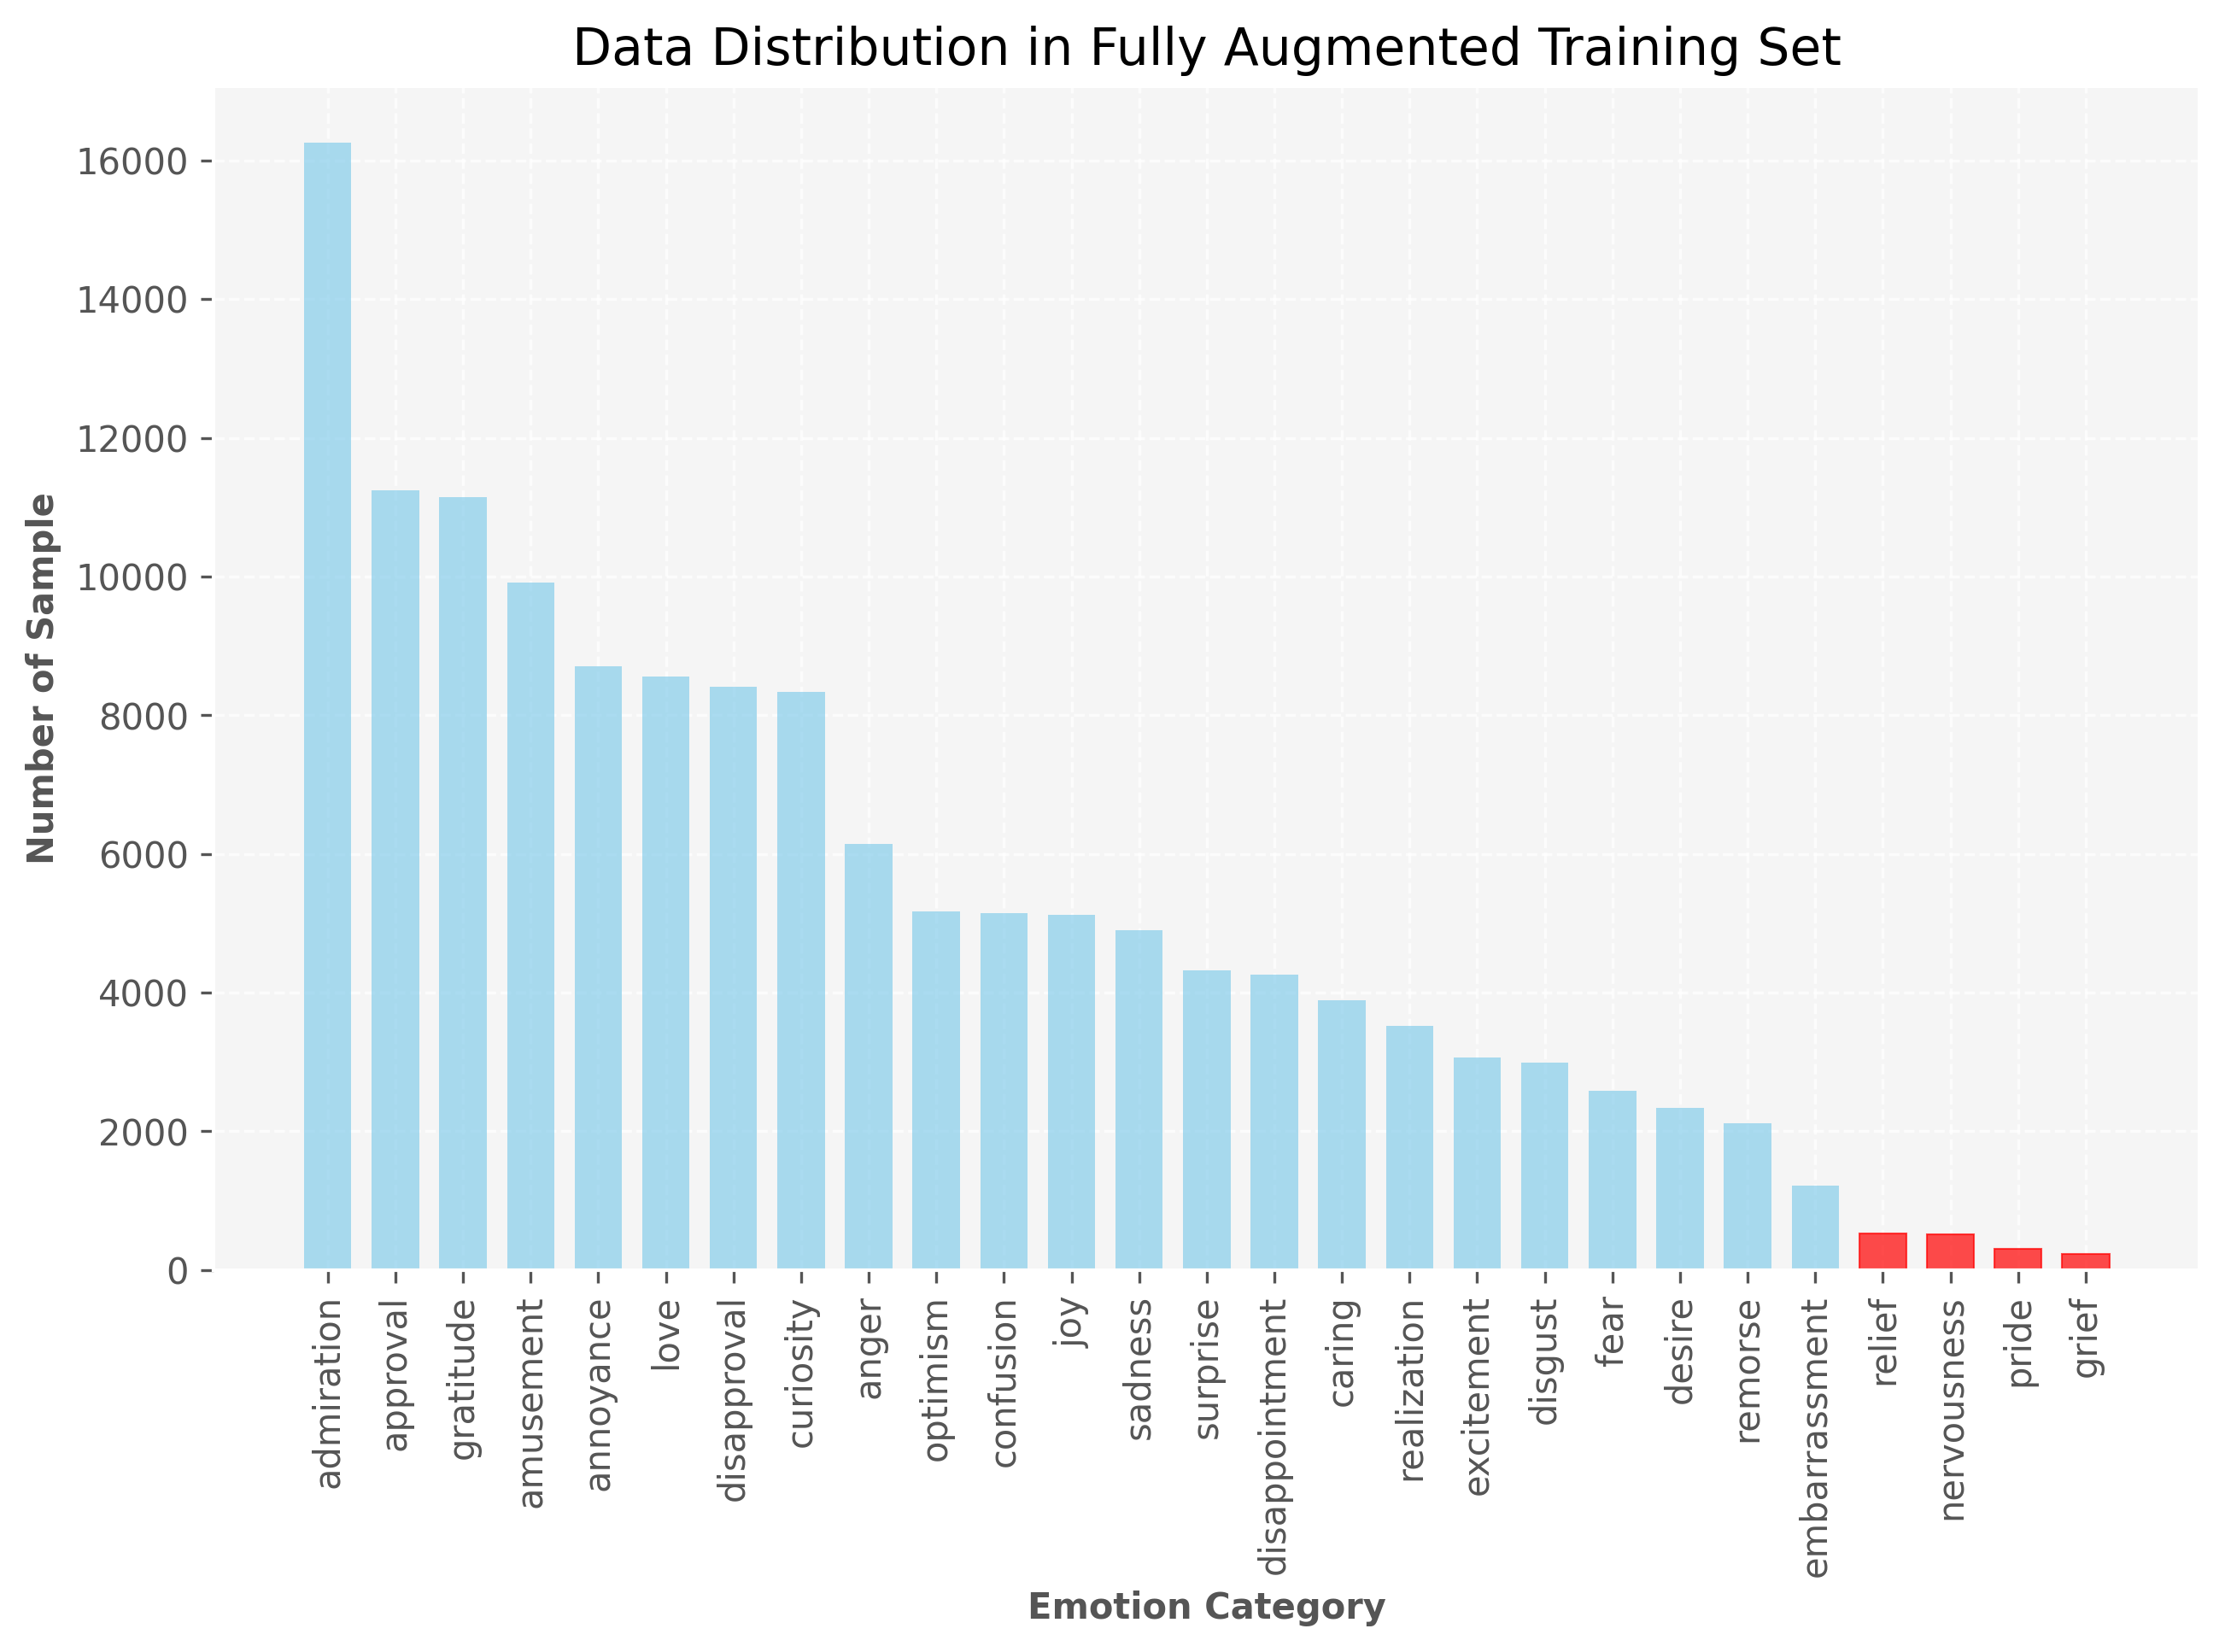 Data Distribution in Fully Augmented Training Set
Number of Sample
16000
14000
12000
10000
8000
6000
4000
2000
0
admiration
approval
gratitude
amusement
annoyance
love
disapproval
curiosity
anger
optimism
confusion
joy
sadness
surprise
disappointment
caring
realization
excitement
disgust
fear
desire
remorse
embarrassment
relief
nervousness
pride
grief
Emotion Category